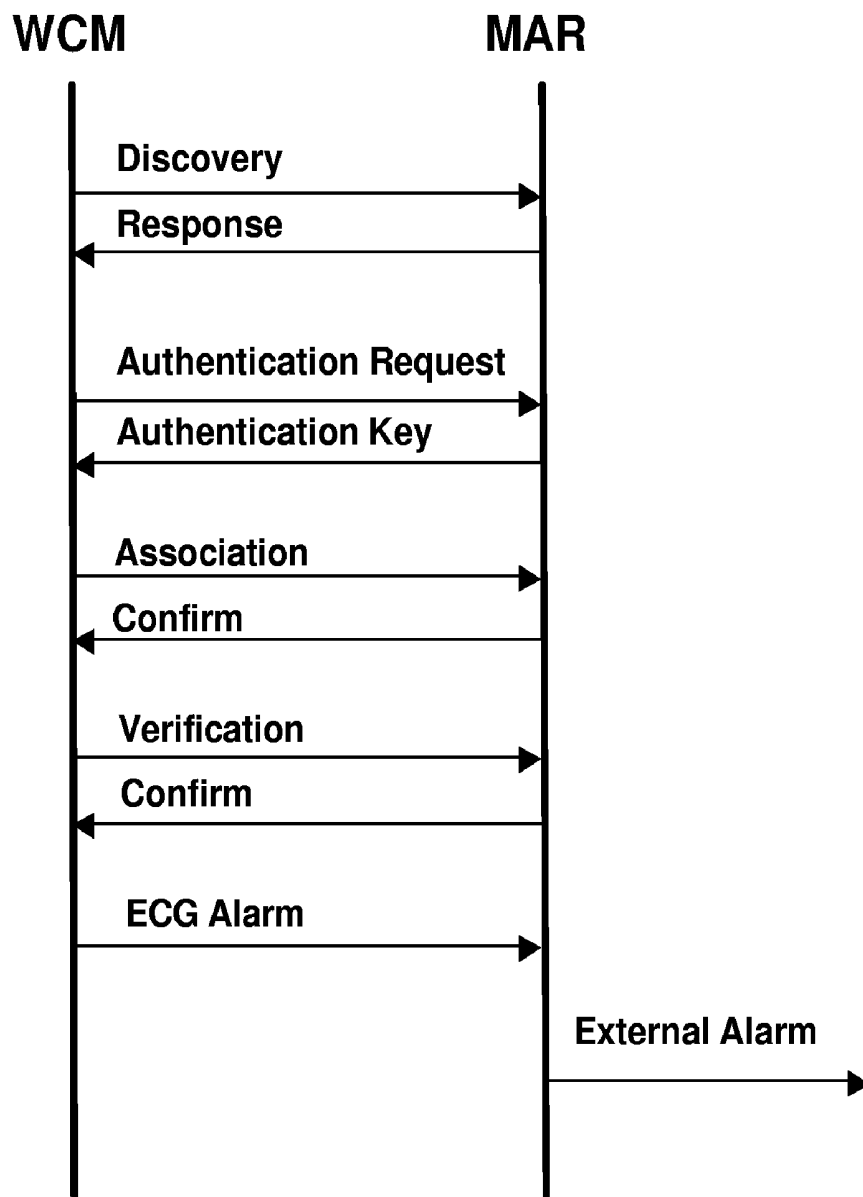 WCM MAR
Discovery
Response
Authentication Request
Authentication Key
Association
Confirm
Verification
Confirm
ECG Alarm
External Alarm